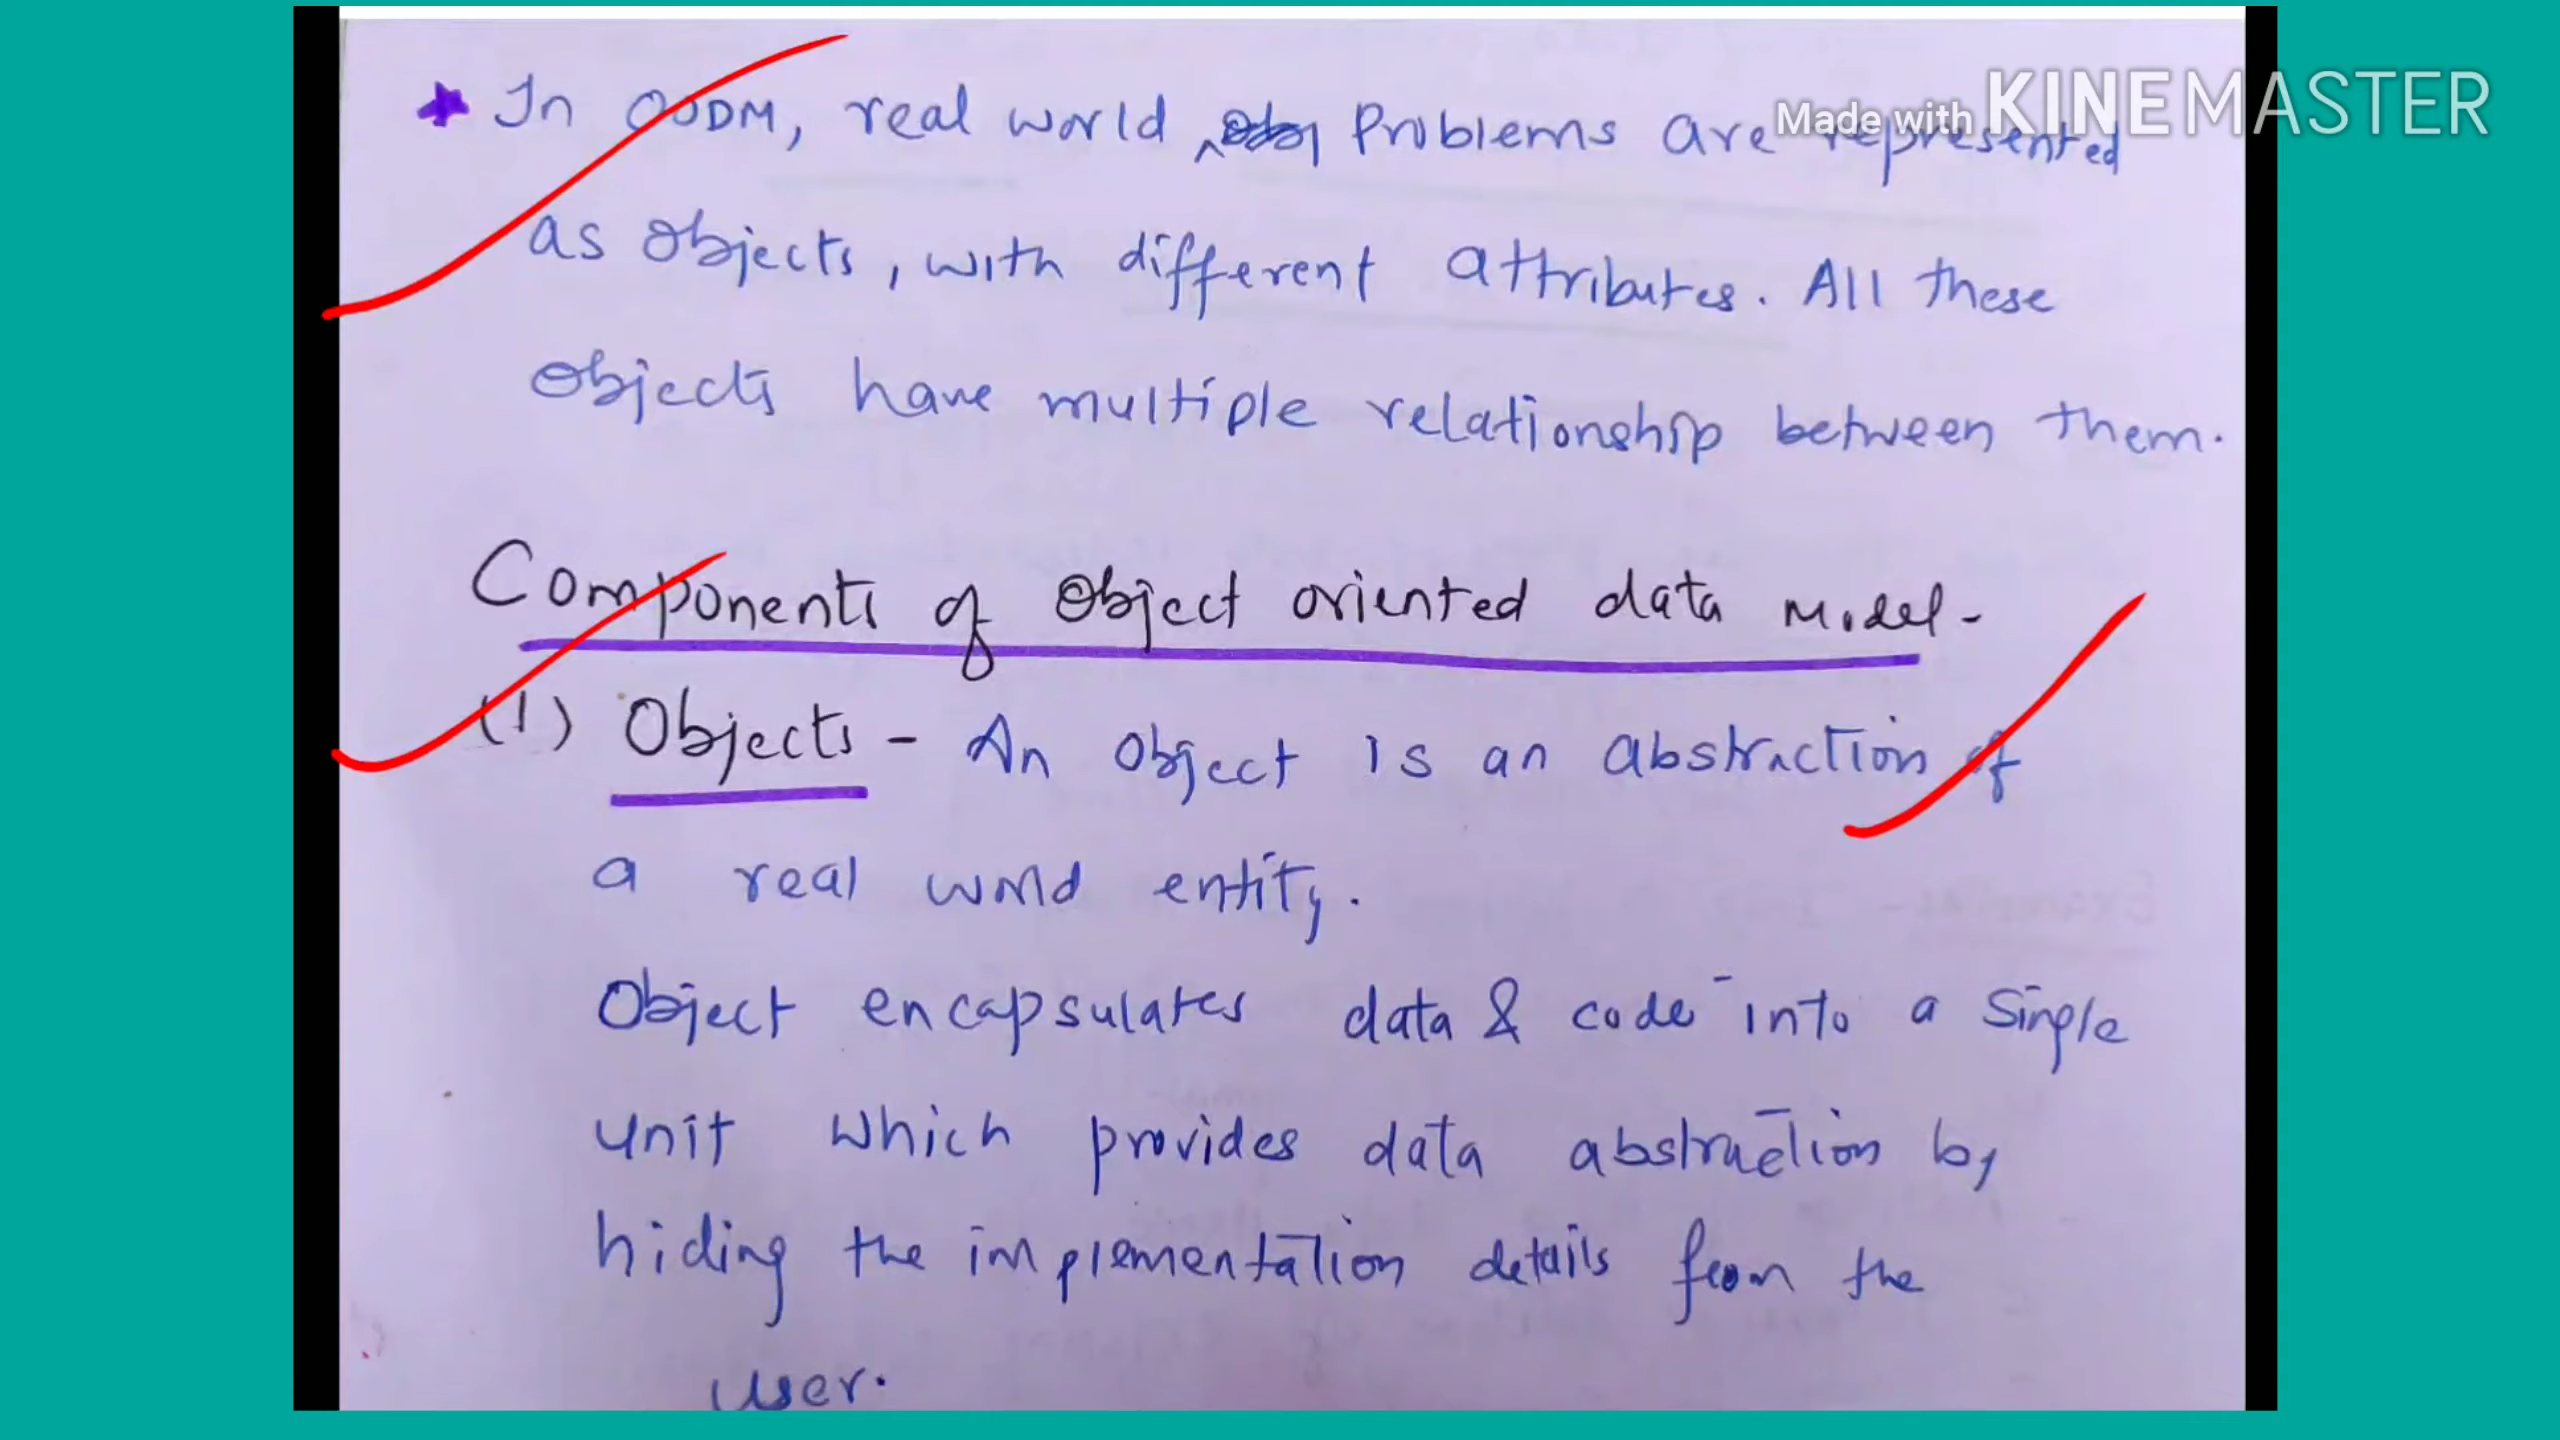 In OODM, real world Problems are represented
Made with KINEMASTER
as objects, with different attributes. All these
objects have multiple relationship between them.
Components of Object oriented data Model-
(1) Objects - An object is an abstraction of
a real world entity.
Object encapsulates data & code into a single
unit which provides data abstraction by
hiding the implementation details from the
user.